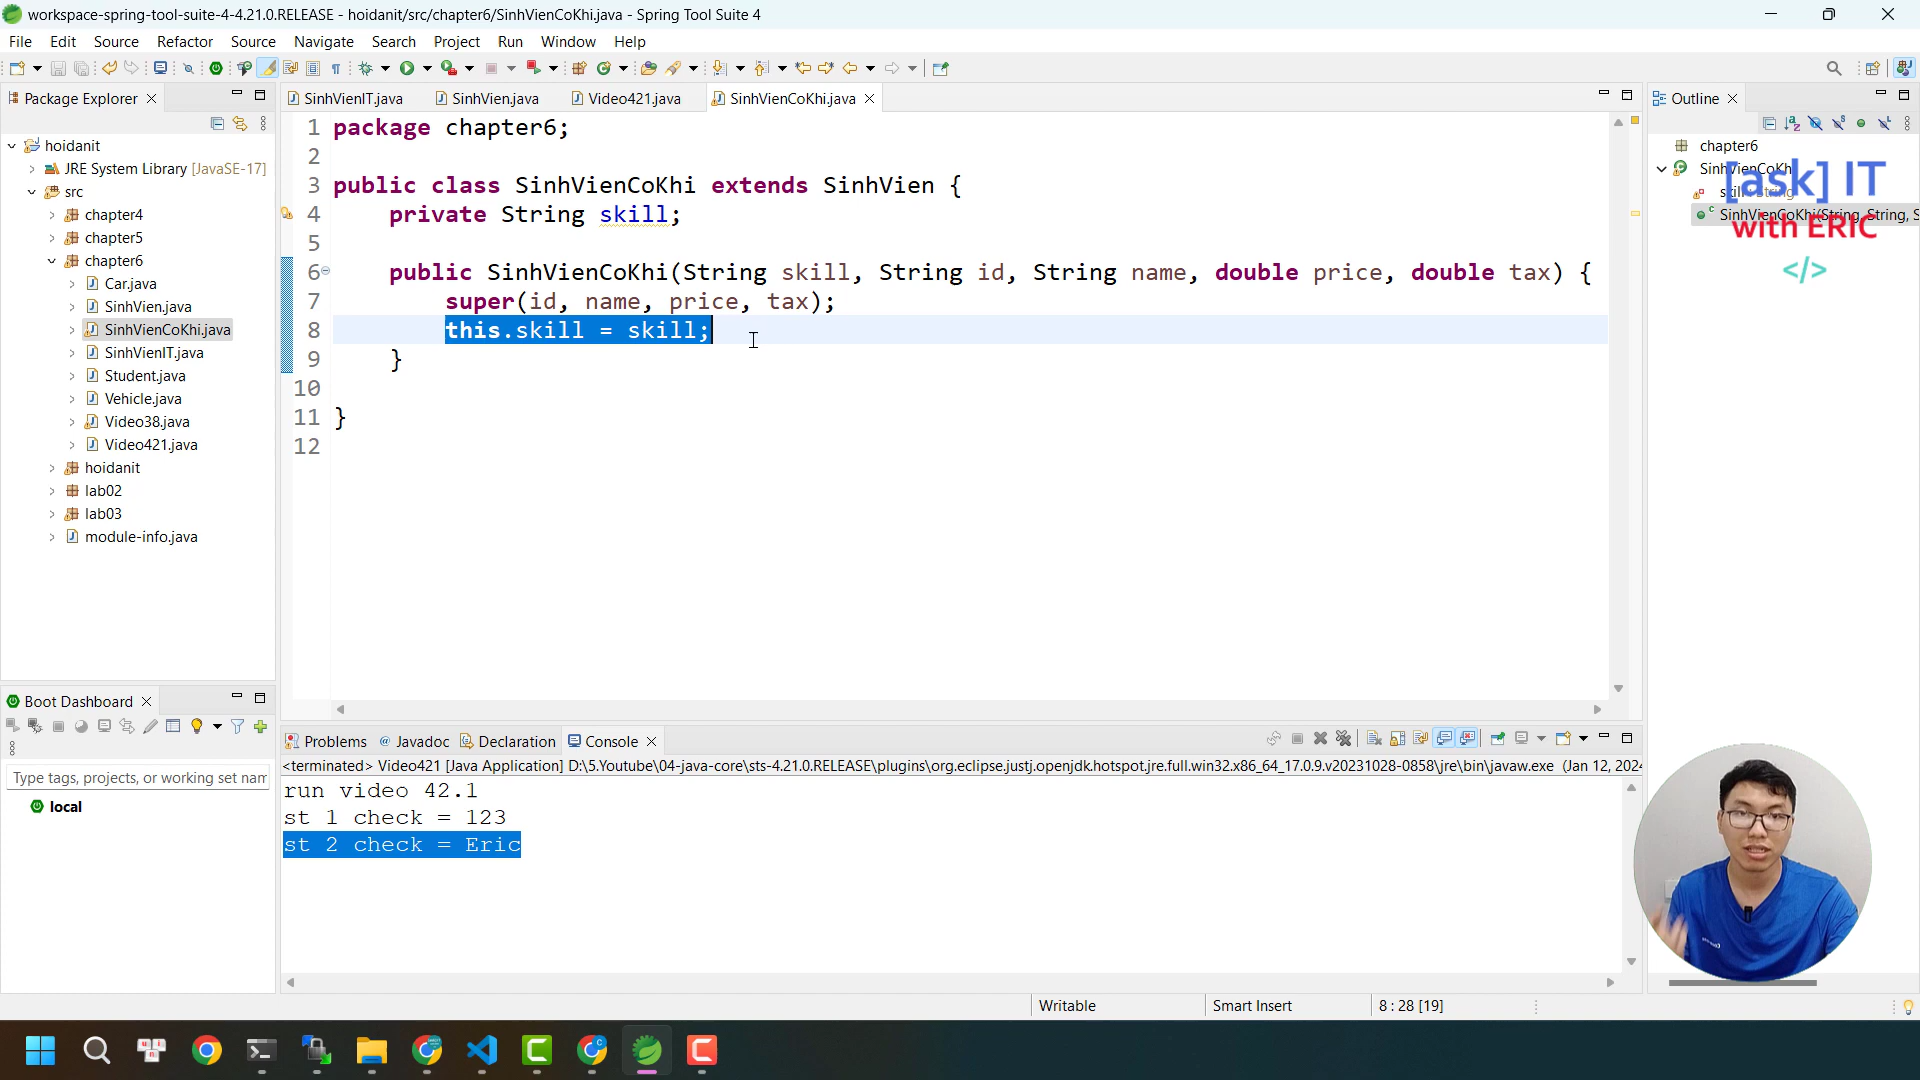 workspace-spring-tool-suite-4-4.21.0.RELEASE - hoidanit/src/chapter6/SinhVienCoKhi.java - Spring Tool Suite 4
File Edit Source Refactor Source Navigate Search Project Run Window Help
Package Explorer
hoidanit
JRE System Library [JavaSE-17]
src
chapter4
chapter5
chapter6
Car.java
SinhVien.java
SinhVienCoKhi.java
SinhVienIT.java
Student.java
Vehicle.java
Video38.java
Video421.java
hoidanit
lab02
lab03
module-info.java
Boot Dashboard
Type tags, projects, or working set nam
local
SinhVienIT.java SinhVien.java Video421.java SinhVienCoKhi.java
1 package chapter6;
2
3 public class SinhVienCoKhi extends SinhVien {
4 private String skill;
5
6 public SinhVienCoKhi(String skill, String id, String name, double price, double tax) {
7 super(id, name, price, tax);
8 this.skill = skill;
9 }
10
11 }
12
Problems Javadoc Declaration Console
<terminated> Video421 [Java Application] D:\5.Youtube\04-java-core\sts-4.21.0.RELEASE\plugins\org.eclipse.justj.openjdk.hotspot.jre.full.win32.x86_64_17.0.9.v20231028-0858\jre\bin\javaw.exe (Jan 12, 2024
run video 42.1
st 1 check = 123
st 2 check = Eric
Outline
chapter6
SinhVienCoKhi
skill : String
SinhVienCoKhi(String, String, S
[ask] IT
with ERIC
</>
Writable Smart Insert 8 : 28 [19]